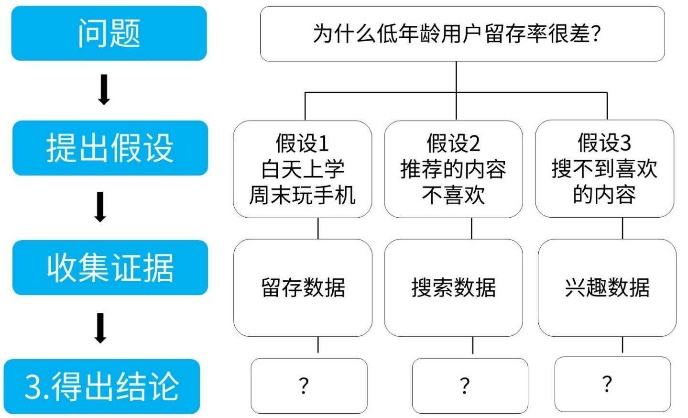 问题
为什么低年龄用户留存率很差?
提出假设
假设1
白天上学
周末玩手机
假设2
推荐的内容
不喜欢
假设3
搜不到喜欢
的内容
收集证据
留存数据
搜索数据
兴趣数据
3.得出结论
?
?
?